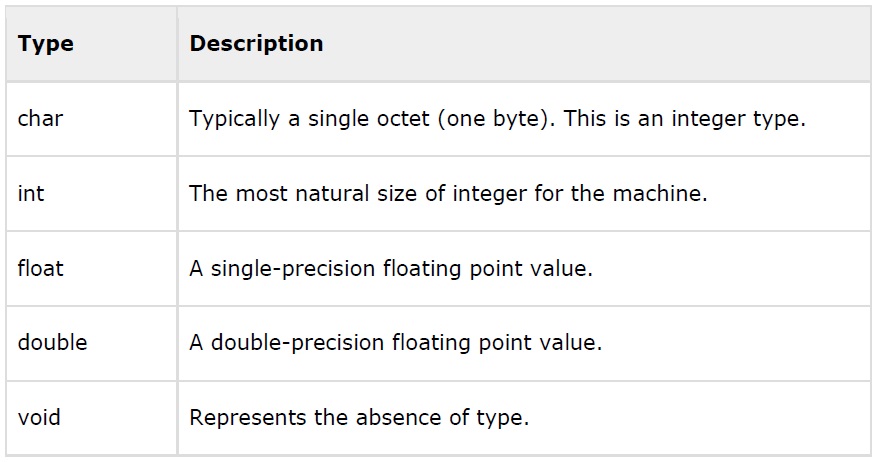 Type Description
char Typically a single octet (one byte). This is an integer type.
int The most natural size of integer for the machine.
float A single-precision floating point value.
double A double-precision floating point value.
void Represents the absence of type.